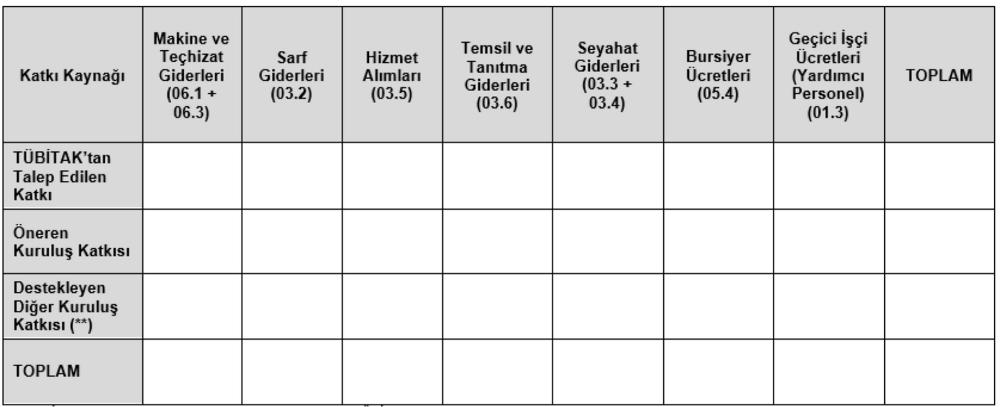 Katkı Kaynağı
Makine ve
Teçhizat
Giderleri
(06.1 +
06.3)
Sarf
Giderleri
(03.2)
Hizmet
Alımları
(03.5)
Temsil ve
Tanıtma
Giderleri
(03.6)
Seyahat
Giderleri
(03.3 +
03.4)
Bursiyer
Ücretleri
(05.4)
Geçici İşçi
Ücretleri
(Yardımcı
Personel)
(01.3)
TOPLAM
TÜBİTAK’tan
Talep Edilen
Katkı
Öneren
Kuruluş Katkısı
Destekleyen
Diğer Kuruluş
Katkısı (**)
TOPLAM